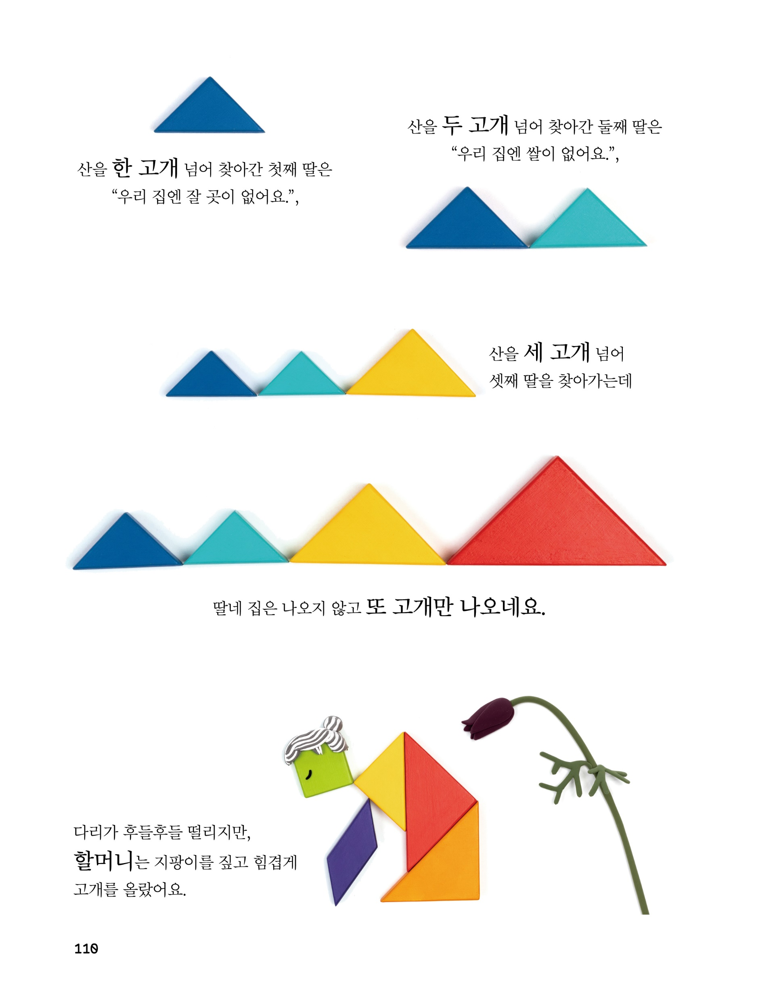 산을 한 고개 넘어 찾아간 첫째 딸은
“우리 집엔 잘 곳이 없어요.”,
산을 두 고개 넘어 찾아간 둘째 딸은
“우리 집엔 쌀이 없어요.”,
산을 세 고개 넘어
셋째 딸을 찾아가는데
딸네 집은 나오지 않고 또 고개만 나오네요.
다리가 후들후들 떨리지만,
할머니는 지팡이를 짚고 힘겹게
고개를 올랐어요.
110